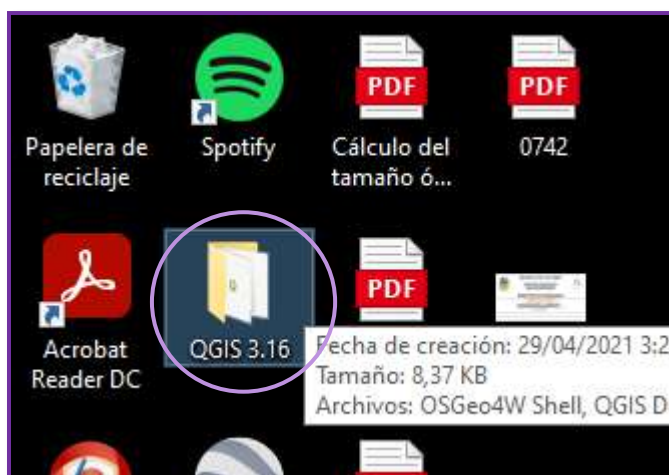 PDF
PDF
Papelera de
reciclaje
Spotify
Cálculo del
tamaño ó...
0742
PDF
Acrobat
Reader DC
QGIS 3.16
Fecha de creación: 29/04/2021 3:2
Tamaño: 8,37 KB
Archivos: OSGeo4W Shell, QGIS D